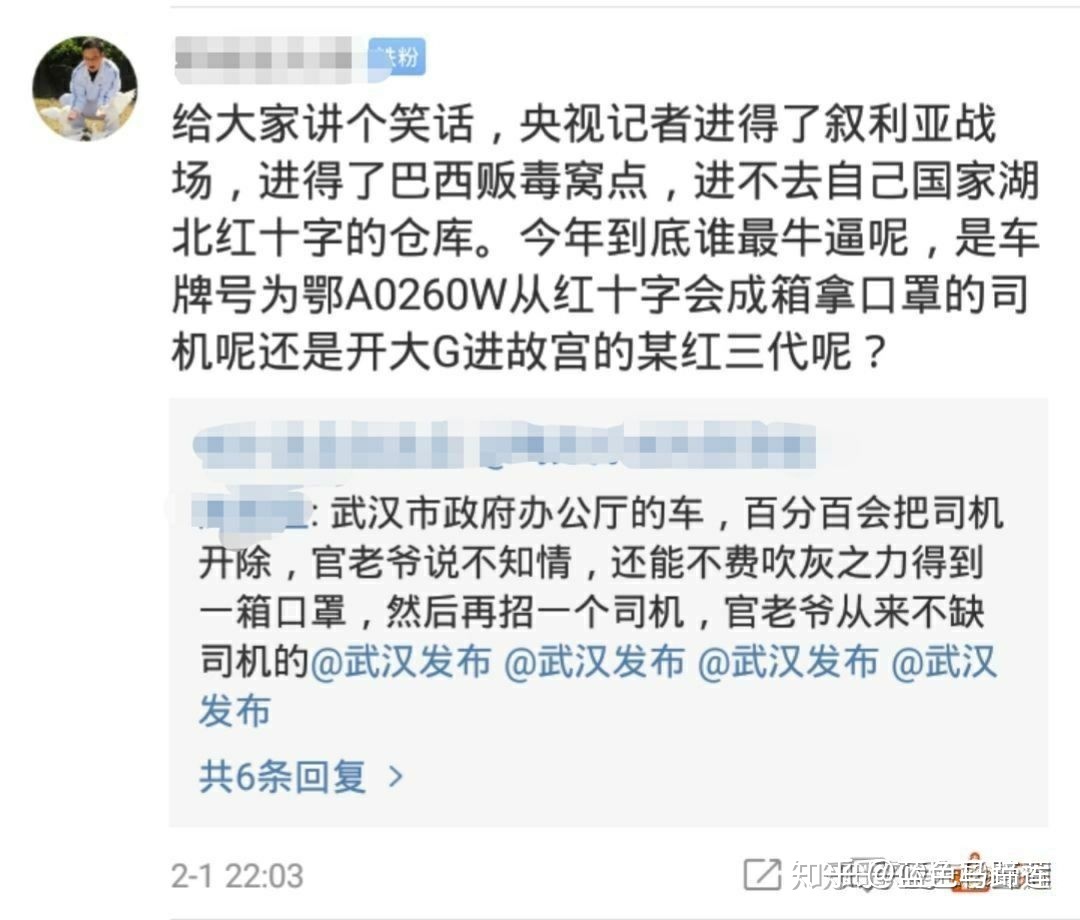 铁粉
给大家讲个笑话，央视记者进得了叙利亚战
场，进得了巴西贩毒窝点，进不去自己国家湖
北红十字的仓库。今年到底谁最牛逼呢，是车
牌号为鄂A0260W从红十字会成箱拿口罩的司
机呢还是开大G进故宫的某红三代呢？
: 武汉市政府办公厅的车，百分百会把司机
开除，官老爷说不知情，还能不费吹灰之力得到
一箱口罩，然后再招一个司机，官老爷从来不缺
司机的@武汉发布 @武汉发布 @武汉发布 @武汉
发布
共6条回复 >
2-1 22:03
知乎 @蓝色马蹄莲